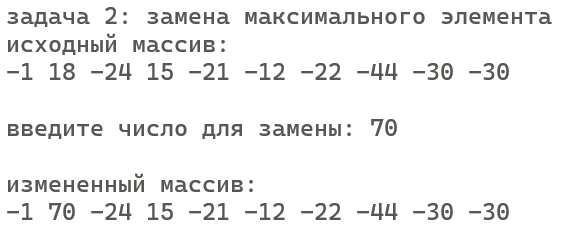 задача 2: замена максимального элемента
исходный массив:
-1 18 -24 15 -21 -12 -22 -44 -30 -30
введите число для замены: 70
измененный массив:
-1 70 -24 15 -21 -12 -22 -44 -30 -30